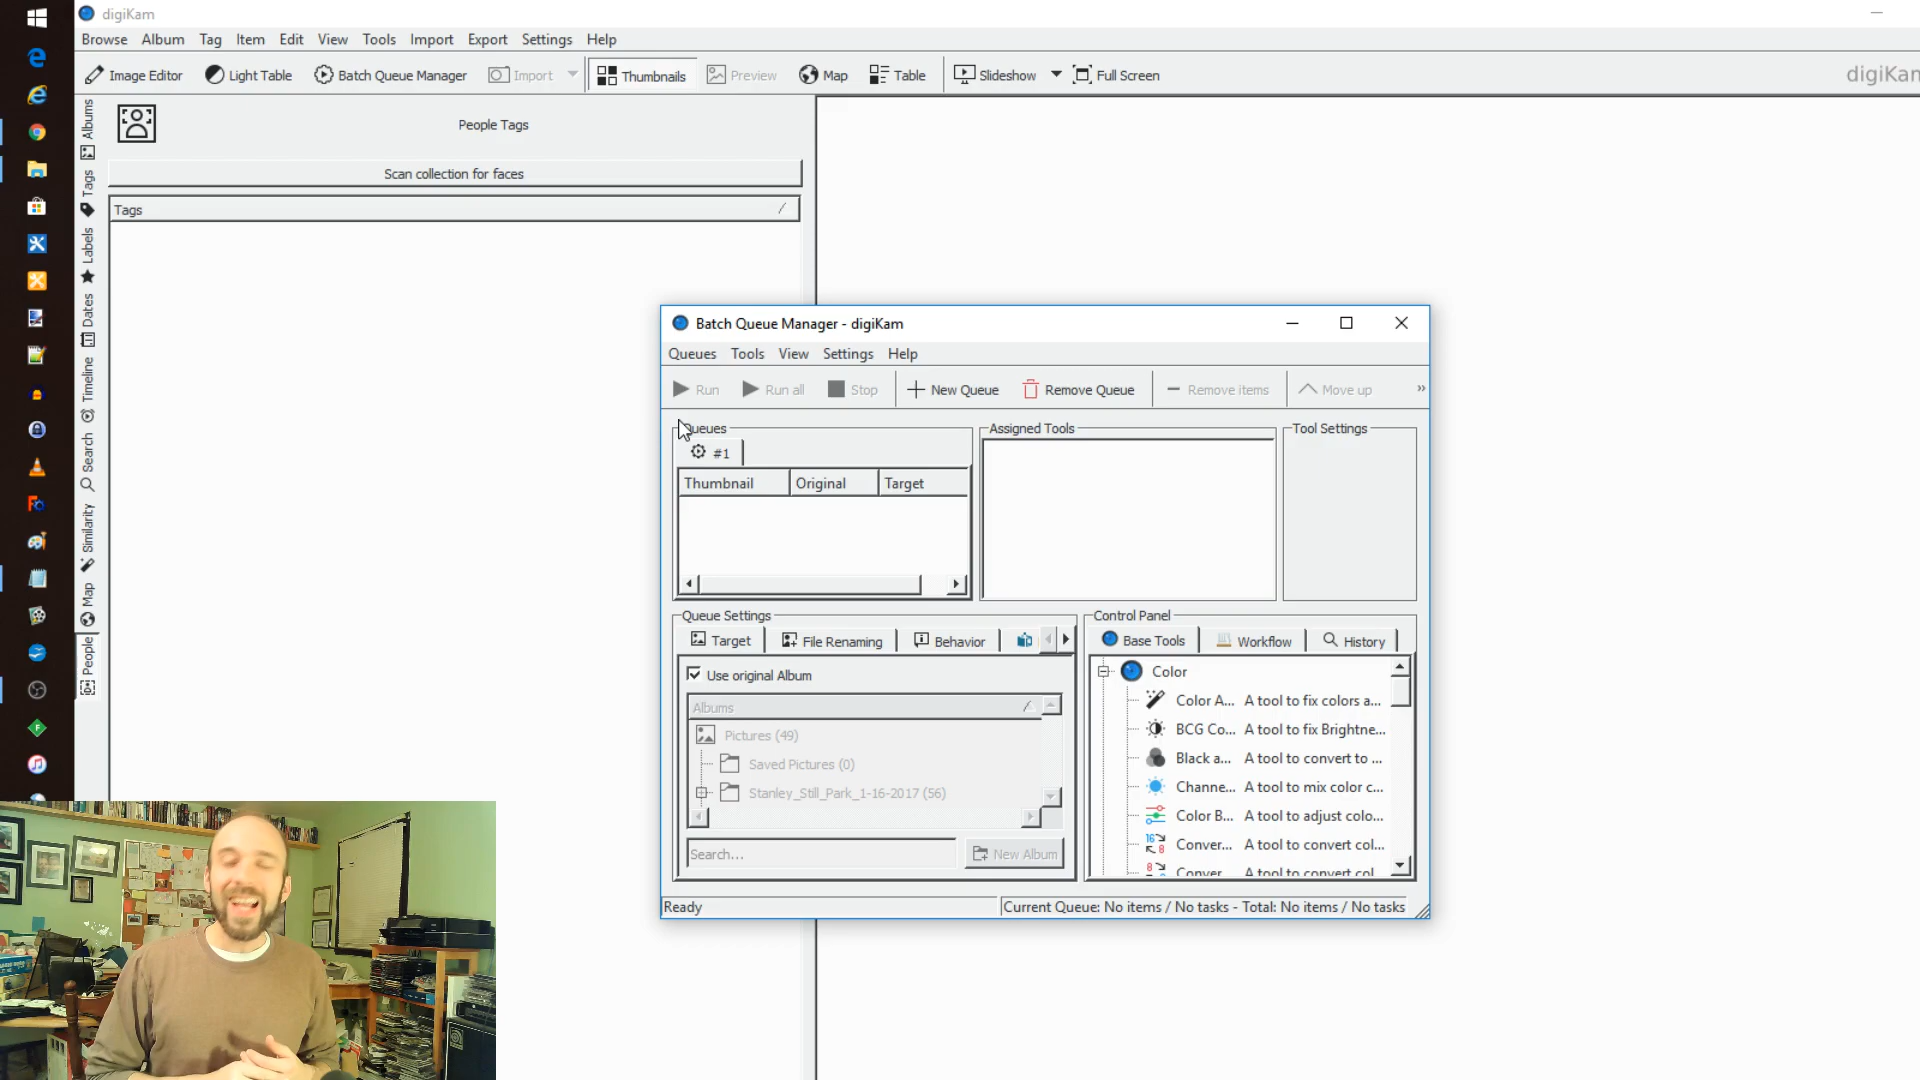 digiKam
Browse Album Tag Item Edit View Tools Import Export Settings Help
Image Editor Light Table Batch Queue Manager Import Thumbnails Preview Map Table Slideshow Full Screen digiKam
Albums
Tags
Labels
Dates
Timeline
Search
Similarity
Map
People
People Tags
Scan collection for faces
Tags
Batch Queue Manager - digiKam
Queues Tools View Settings Help
Run Run all Stop New Queue Remove Queue Remove items Move up »
Queues
#1
Thumbnail Original Target
Assigned Tools
Tool Settings
Queue Settings
Target File Renaming Behavior
Use original Album
Albums
Pictures (49)
Saved Pictures (0)
Stanley_Still_Park_1-16-2017 (56)
Search... New Album
Control Panel
Base Tools Workflow History
Color
Color A... A tool to fix colors a...
BCG Co... A tool to fix Brightne...
Black a... A tool to convert to ...
Channe... A tool to mix color c...
Color B... A tool to adjust colo...
Conver... A tool to convert col...
Conver... A tool to convert col...
Ready
Current Queue: No items / No tasks - Total: No items / No tasks